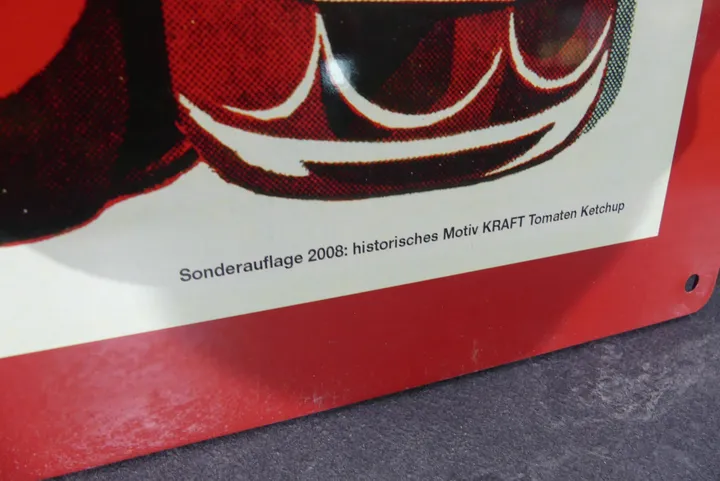 Sonderauflage 2008: historisches Motiv KRAFT Tomaten Ketchup